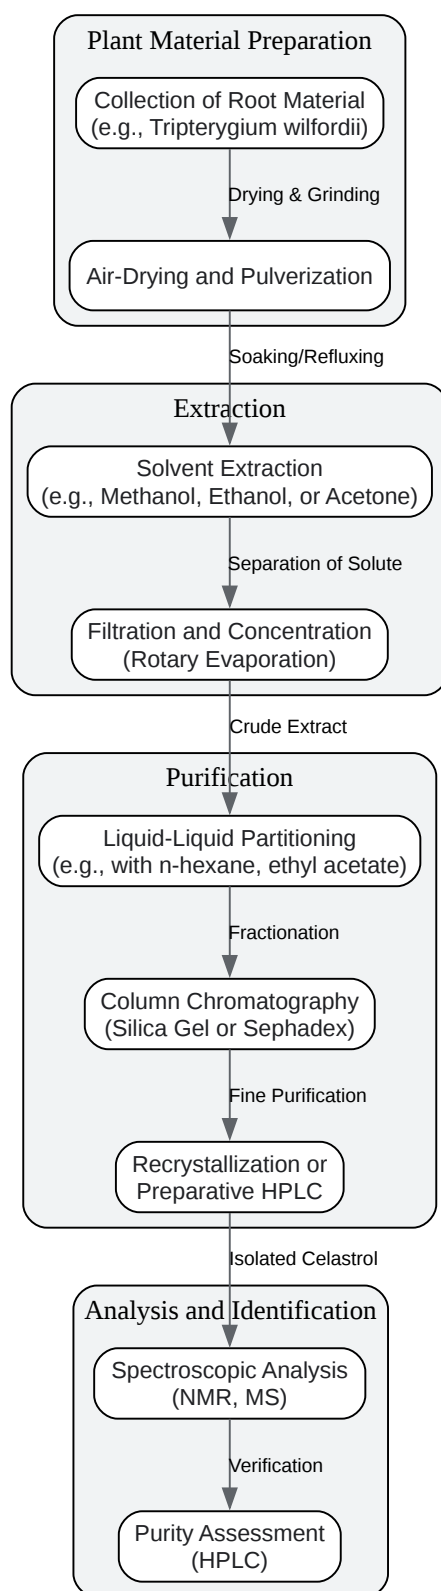 Plant Material Preparation
Collection of Root Material
(e.g., Tripterygium wilfordii)
Drying & Grinding
Air-Drying and Pulverization
Soaking/Refluxing
Extraction
Solvent Extraction
(e.g., Methanol, Ethanol, or Acetone)
Separation of Solute
Filtration and Concentration
(Rotary Evaporation)
Crude Extract
Purification
Liquid-Liquid Partitioning
(e.g., with n-hexane, ethyl acetate)
Fractionation
Column Chromatography
(Silica Gel or Sephadex)
Fine Purification
Recrystallization or
Preparative HPLC
Isolated Celastrol
Analysis and Identification
Spectroscopic Analysis
(NMR, MS)
Verification
Purity Assessment
(HPLC)